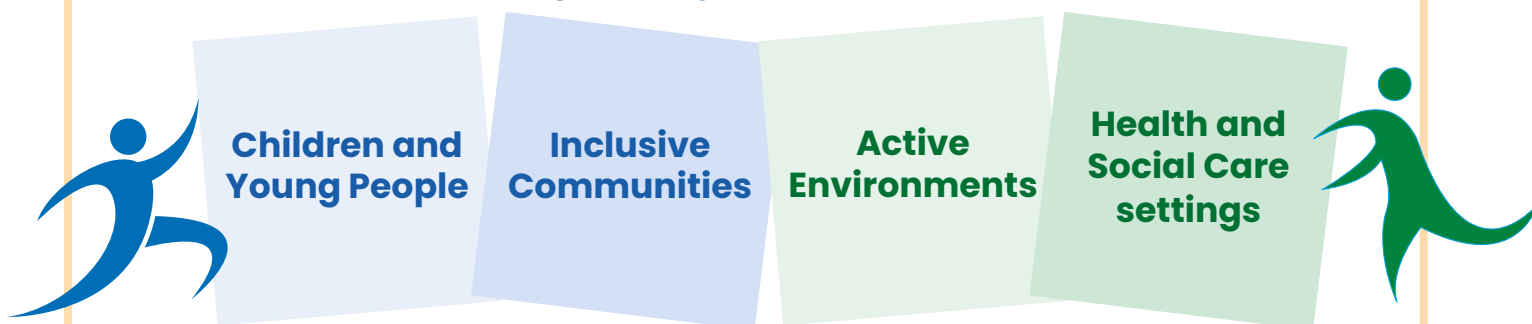 Children and
Young People
Inclusive
Communities
Active
Environments
Health and
Social Care
settings